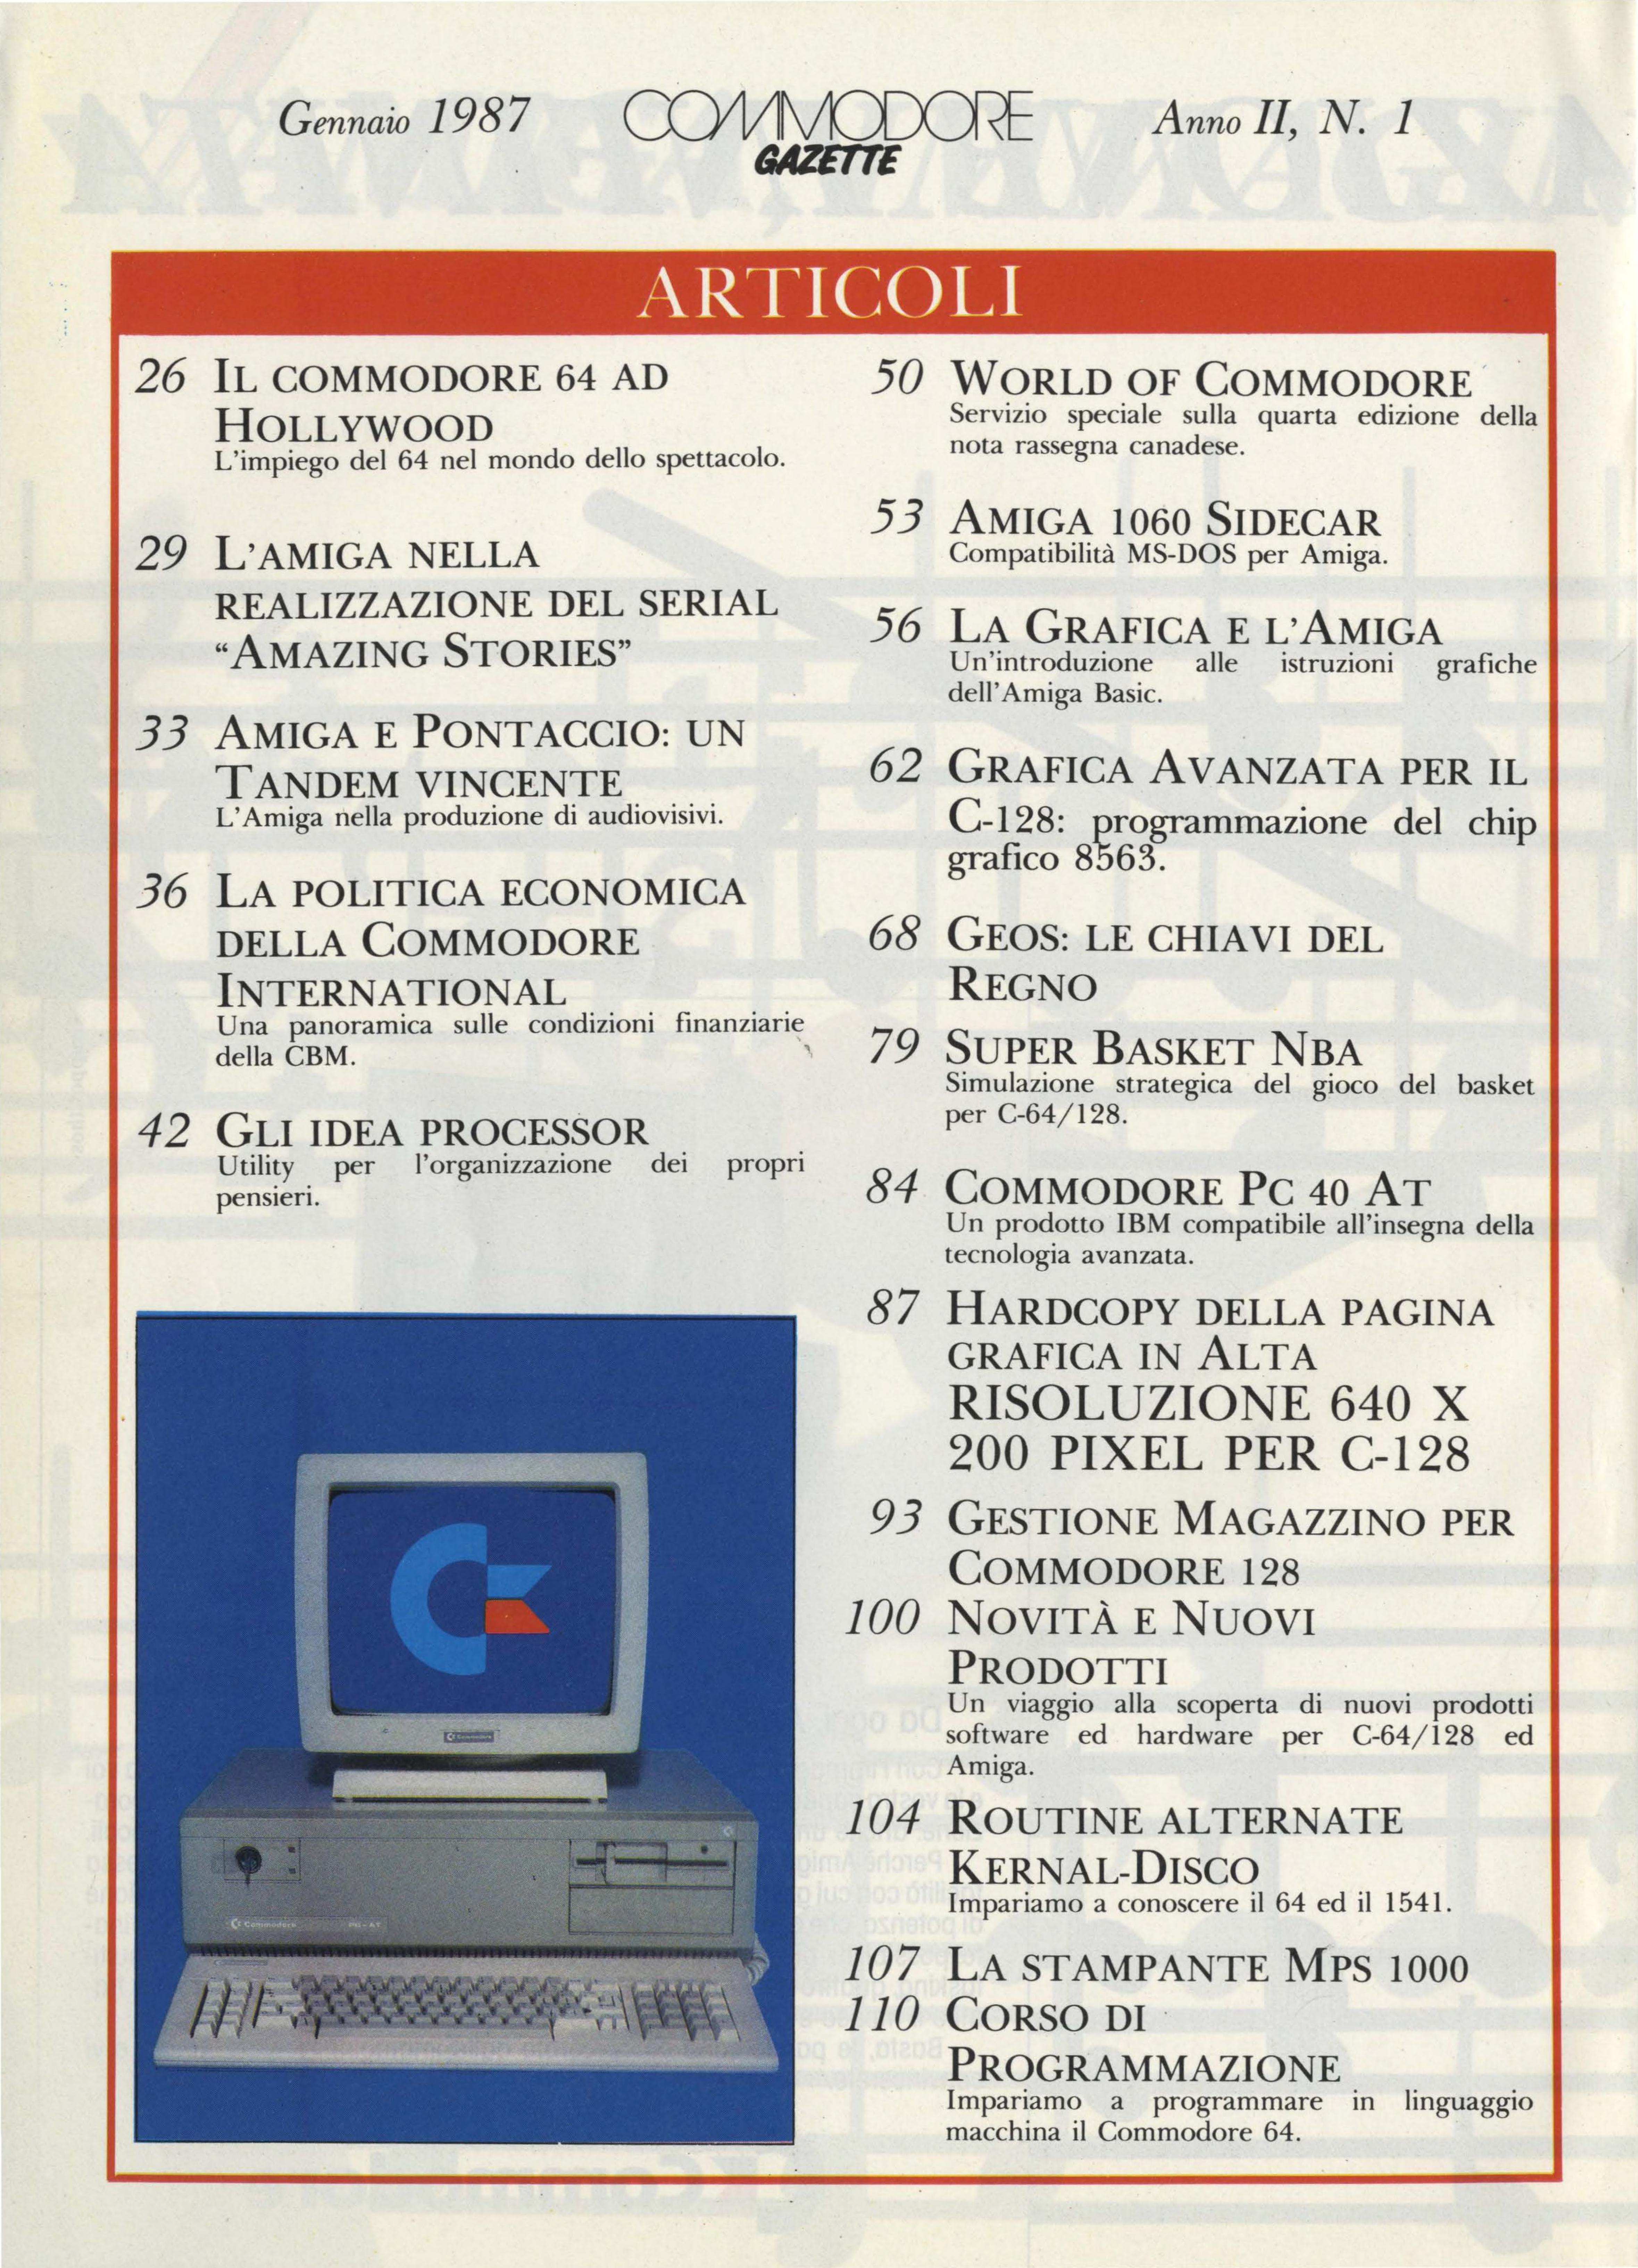 Gennaio 1987
COMMODORE
GAZETTE
Anno II, N. 1
ARTICOLI
26 IL COMMODORE 64 AD
HOLLYWOOD
L'impiego del 64 nel mondo dello spettacolo.
29 L'AMIGA NELLA
REALIZZAZIONE DEL SERIAL
“AMAZING STORIES”
33 AMIGA E PONTACCIO: UN
TANDEM VINCENTE
L'Amiga nella produzione di audiovisivi.
36 LA POLITICA ECONOMICA
DELLA COMMODORE
INTERNATIONAL
Una panoramica sulle condizioni finanziarie
della CBM.
42 GLI IDEA PROCESSOR
Utility per l'organizzazione dei propri
pensieri.
Commodore
Commodore PC-AT
50 WORLD OF COMMODORE
Servizio speciale sulla quarta edizione della
nota rassegna canadese.
53 AMIGA 1060 SIDECAR
Compatibilità MS-DOS per Amiga.
56 LA GRAFICA E L'AMIGA
Un'introduzione alle istruzioni grafiche
dell'Amiga Basic.
62 GRAFICA AVANZATA PER IL
C-128: programmazione del chip
grafico 8563.
68 GEOS: LE CHIAVI DEL
REGNO
79 SUPER BASKET NBA
Simulazione strategica del gioco del basket
per C-64/128.
84 COMMODORE PC 40 AT
Un prodotto IBM compatibile all'insegna della
tecnologia avanzata.
87 HARDCOPY DELLA PAGINA
GRAFICA IN ALTA
RISOLUZIONE 640 X
200 PIXEL PER C-128
93 GESTIONE MAGAZZINO PER
COMMODORE 128
100 NOVITÀ E NUOVI
PRODOTTI
Un viaggio alla scoperta di nuovi prodotti
software ed hardware per C-64/128 ed
Amiga.
104 ROUTINE ALTERNATE
KERNAL-DISCO
Impariamo a conoscere il 64 ed il 1541.
107 LA STAMPANTE MPS 1000
110 CORSO DI
PROGRAMMAZIONE
Impariamo a programmare in linguaggio
macchina il Commodore 64.